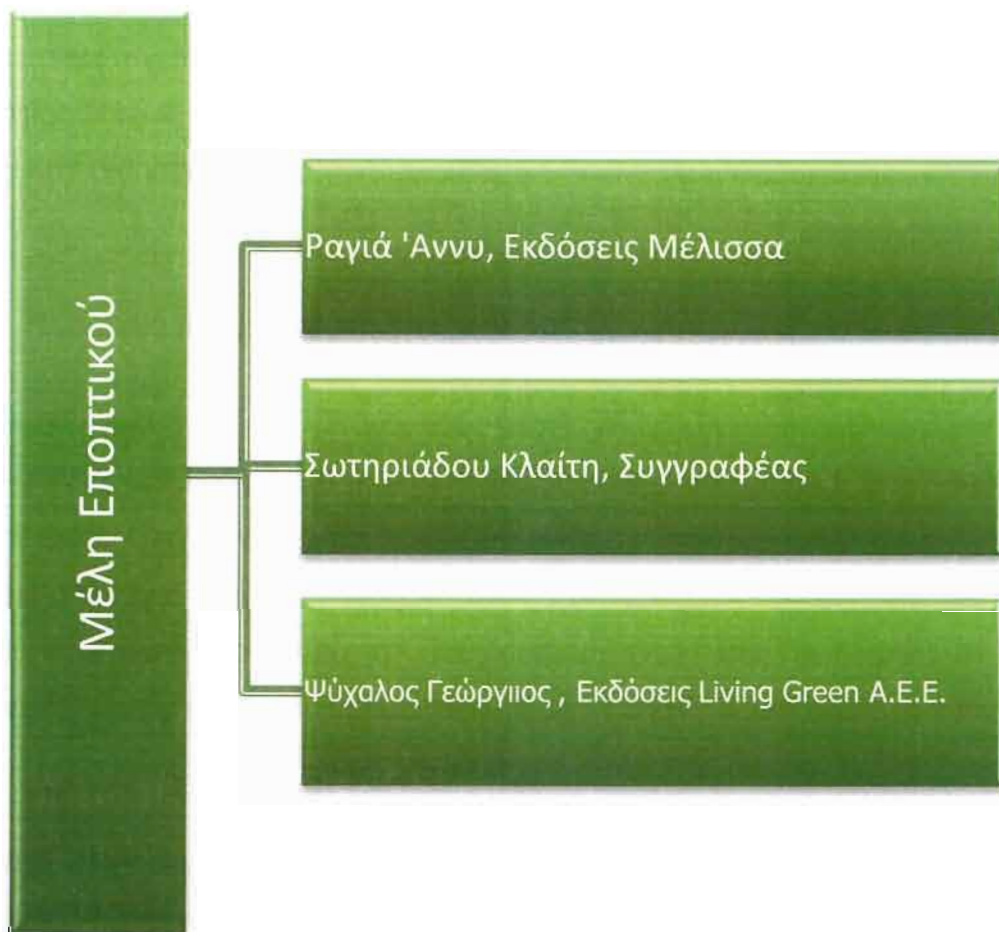 Μέλη Εποπτικού
Ραγιά 'Αννυ, Εκδόσεις Μέλισσα
Σωτηριάδου Κλαίτη, Συγγραφέας
Ψύχαλος Γεώργιιος , Εκδόσεις Living Green Α.Ε.Ε.